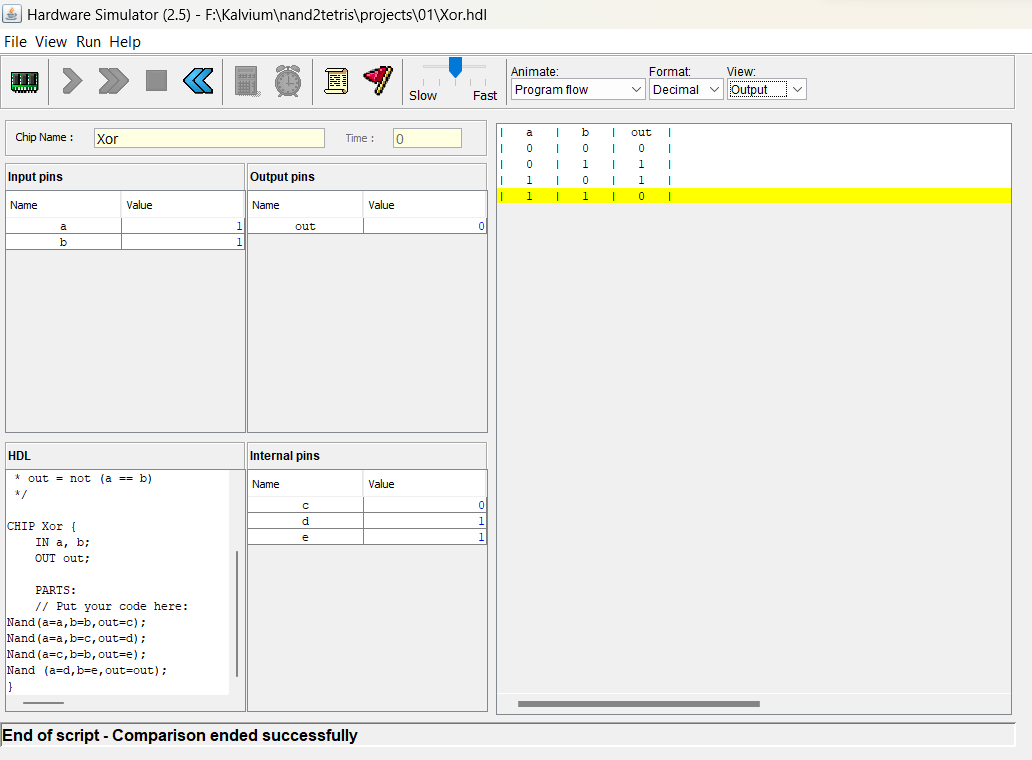 Hardware Simulator (2.5) - F:\Kalvium\nand2tetris\projects\01\Xor.hdl
File View Run Help
Slow Fast
Animate: Format: View:
Program flow Decimal Output
Chip Name : Xor Time : 0
Input pins
Name Value
a 1
b 1
Output pins
Name Value
out 0
HDL
* out = not (a == b)
*/
CHIP Xor {
IN a, b;
OUT out;
PARTS:
// Put your code here:
Nand(a=a,b=b,out=c);
Nand(a=a,b=c,out=d);
Nand(a=c,b=b,out=e);
Nand (a=d,b=e,out=out);
}
Internal pins
Name Value
c 0
d 1
e 1
| a | b | out |
| 0 | 0 | 0 |
| 0 | 1 | 1 |
| 1 | 0 | 1 |
| 1 | 1 | 0 |
End of script - Comparison ended successfully